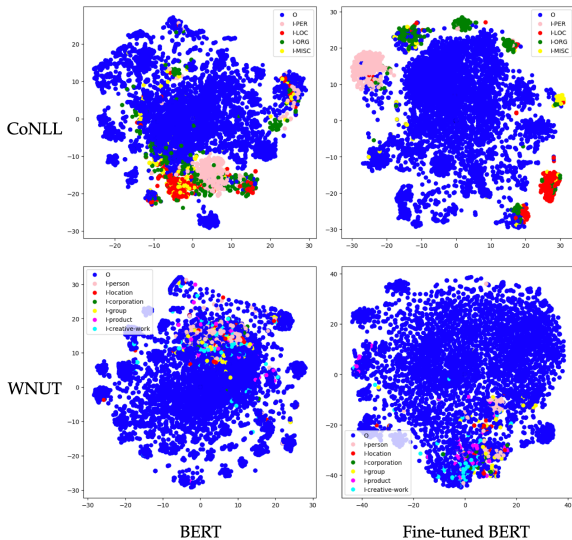 CoNLL
30
20
10
0
−10
−20
−30
−20
−10
0
10
20
30
O
I-PER
I-LOC
I-ORG
I-MISC
20
10
0
−10
−20
−30
−20
−10
0
10
20
30
O
I-PER
I-LOC
I-ORG
I-MISC
WNUT
30
20
10
0
−10
−20
−30
−30
−20
−10
0
10
20
30
O
I-person
I-location
I-corporation
I-group
I-product
I-creative-work
40
20
0
−20
−40
−40
−20
0
20
40
O
I-person
I-location
I-corporation
I-group
I-product
I-creative-work
BERT
Fine-tuned BERT